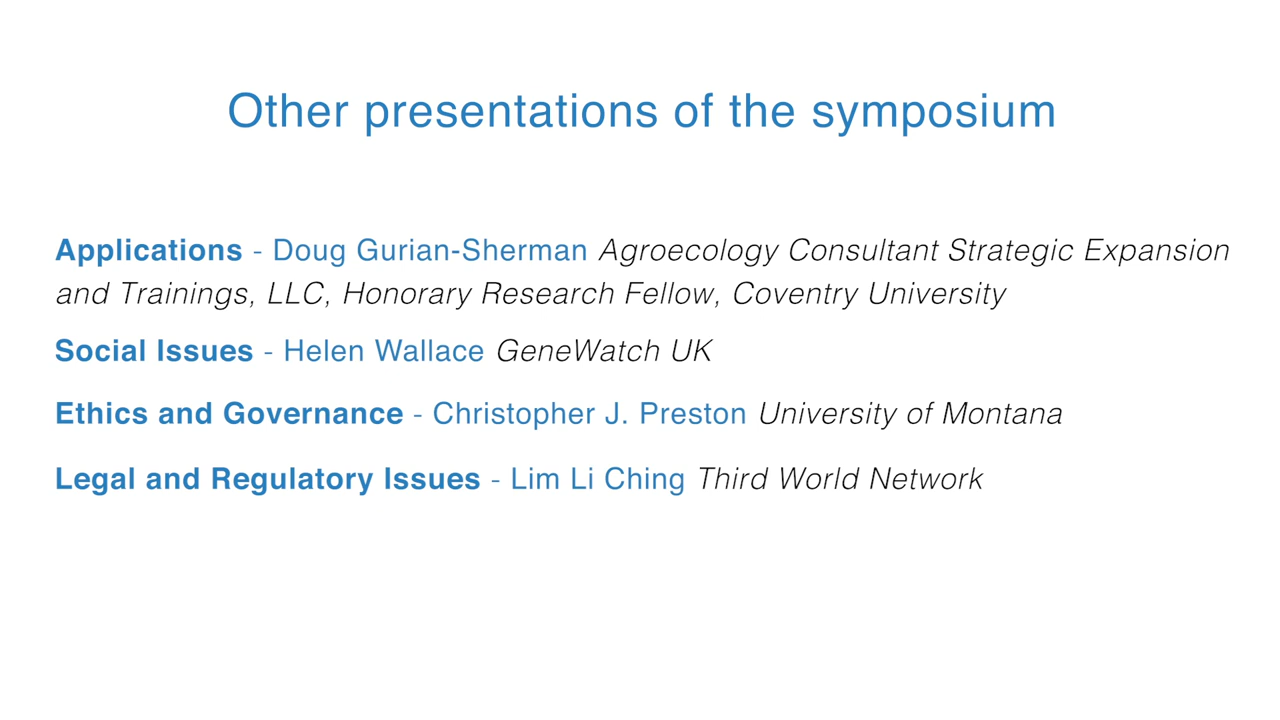 Other presentations of the symposium
Applications - Doug Gurian-Sherman Agroecology Consultant Strategic Expansion
and Trainings, LLC, Honorary Research Fellow, Coventry University
Social Issues - Helen Wallace GeneWatch UK
Ethics and Governance - Christopher J. Preston University of Montana
Legal and Regulatory Issues - Lim Li Ching Third World Network